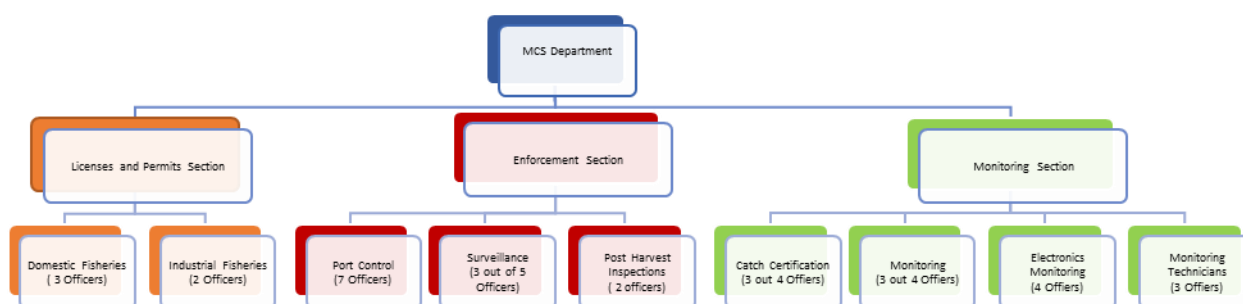 MCS Department
Licenses and Permits Section
Enforcement Section
Monitoring Section
Domestic Fisheries
( 3 Officers)
Industrial Fisheries
(2 Officers)
Port Control
(7 Officers)
Surveillance
(3 out of 5
Officers)
Post Harvest
Inspections
( 2 officers)
Catch Certification
(3 out 4 Offiers)
Monitoring
(3 out 4 Offiers)
Electronics
Monitoring
(4 Offiers)
Monitoring
Technicians
(3 Offiers)